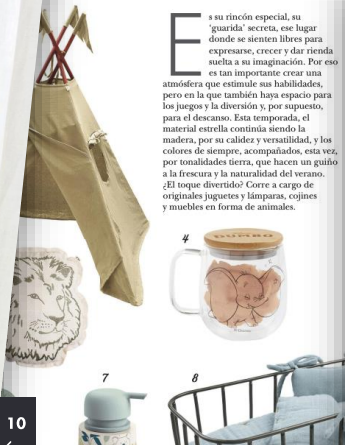 Es su rincón especial, su
'guarida' secreta, ese lugar
donde se sienten libres para
expresarse, crecer y dar rienda
suelta a su imaginación. Por eso
es tan importante crear una
atmósfera que estimule sus habilidades,
pero en la que también haya espacio para
los juegos y la diversión y, por supuesto,
para el descanso. Esta temporada, el
material estrella continúa siendo la
madera, por su calidez y versatilidad, y los
colores de siempre, acompañados, esta vez,
por tonalidades tierra, que hacen un guiño
a la frescura y la naturalidad del verano.
¿El toque divertido? Corre a cargo de
originales juguetes y lámparas, cojines
y muebles en forma de animales.
4
DUMBO
7
8
10